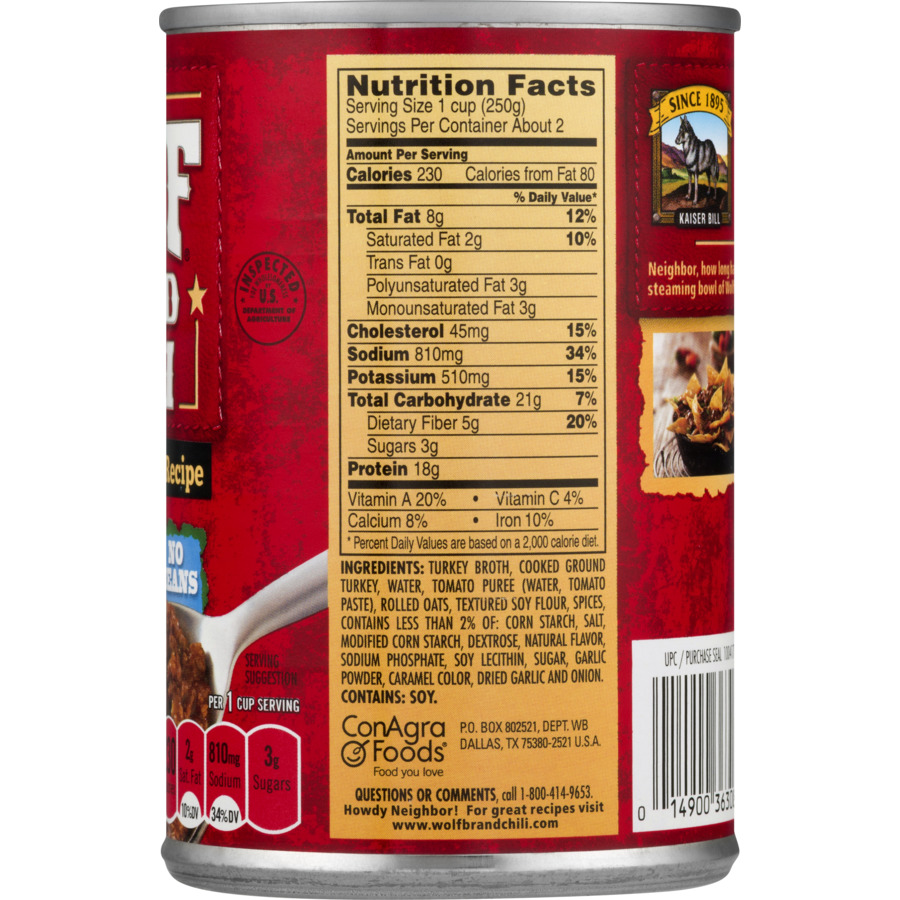 Nutrition Facts
Serving Size 1 cup (250g)
Servings Per Container About 2
Amount Per Serving
Calories 230 Calories from Fat 80
% Daily Value*
Total Fat 8g 12%
Saturated Fat 2g 10%
Trans Fat 0g
Polyunsaturated Fat 3g
Monounsaturated Fat 3g
Cholesterol 45mg 15%
Sodium 810mg 34%
Potassium 510mg 15%
Total Carbohydrate 21g 7%
Dietary Fiber 5g 20%
Sugars 3g
Protein 18g
Vitamin A 20% • Vitamin C 4%
Calcium 8% • Iron 10%
* Percent Daily Values are based on a 2,000 calorie diet.
INGREDIENTS: TURKEY BROTH, COOKED GROUND
TURKEY, WATER, TOMATO PUREE (WATER, TOMATO
PASTE), ROLLED OATS, TEXTURED SOY FLOUR, SPICES,
CONTAINS LESS THAN 2% OF: CORN STARCH, SALT,
MODIFIED CORN STARCH, DEXTROSE, NATURAL FLAVOR,
SODIUM PHOSPHATE, SOY LECITHIN, SUGAR, GARLIC
POWDER, CARAMEL COLOR, DRIED GARLIC AND ONION.
CONTAINS: SOY.
ConAgra
Foods®
Food you love
P.O. BOX 802521, DEPT. WB
DALLAS, TX 75380-2521 U.S.A.
QUESTIONS OR COMMENTS, call 1-800-414-9653.
Howdy Neighbor! For great recipes visit
www.wolfbrandchili.com
F
D
I
Recipe
NO
BEANS
INSPECTED
U.S.
DEPARTMENT OF
AGRICULTURE
SERVING
SUGGESTION
PER 1 CUP SERVING
2g
Sat. Fat
10% DV
810mg
Sodium
34% DV
3g
Sugars
SINCE 1895
KAISER BILL
Neighbor, how long
steaming bowl of
UPC / PURCHASE SEAL
0 14900